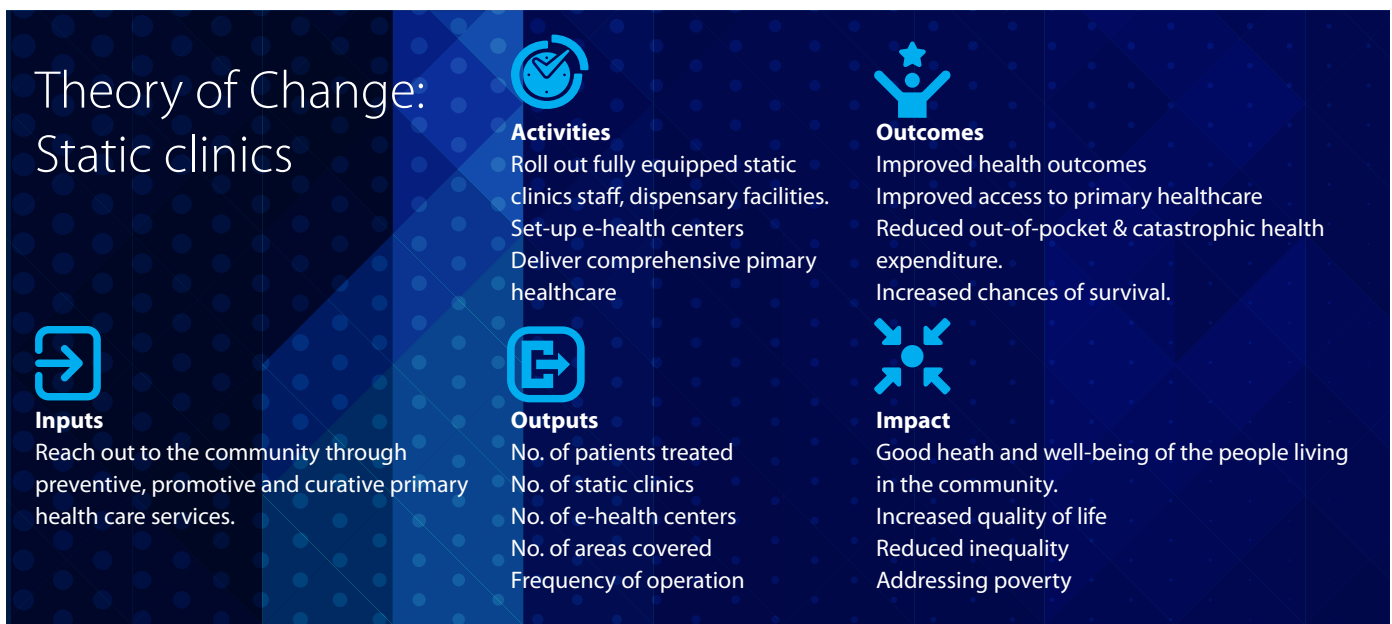 Theory of Change:
Static clinics
Inputs
Reach out to the community through
preventive, promotive and curative primary
health care services.
Activities
Roll out fully equipped static
clinics staff, dispensary facilities.
Set-up e-health centers
Deliver comprehensive pimary
healthcare
Outputs
No. of patients treated
No. of static clinics
No. of e-health centers
No. of areas covered
Frequency of operation
Outcomes
Improved health outcomes
Improved access to primary healthcare
Reduced out-of-pocket & catastrophic health
expenditure.
Increased chances of survival.
Impact
Good heath and well-being of the people living
in the community.
Increased quality of life
Reduced inequality
Addressing poverty